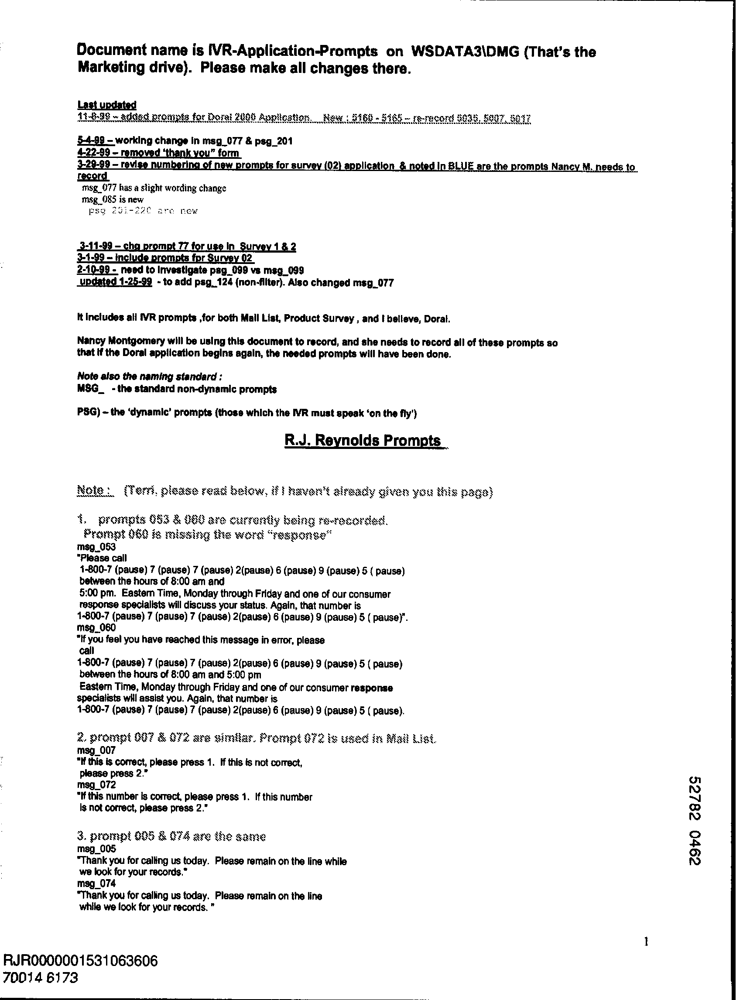 Document name is IVR-Application-Prompts on WSDATA3\DMG (That's the
Marketing drive). Please make all changes there.
Last updated
11-8-99 – added prompts for Doral 2000 Application. New : 5160 - 5165 – re-record 5035, 5007, 5017
5-4-99 – working change in msg_077 & psg_201
4-22-99 – removed "thank you" form
3-29-99 – revise numbering of new prompts for survey (02) application & noted in BLUE are the prompts Nancy M. needs to
record
msg_077 has a slight wording change
msg_085 is new
psg 201-220 are new
3-11-99 – chg prompt 77 for use in Survey 1 & 2
3-1-99 – include prompts for Survey 02
2-10-99 - need to investigate psg_099 vs msg_099
updated 1-25-99 - to add psg_124 (non-filter). Also changed msg_077
It includes all IVR prompts ,for both Mail List, Product Survey , and I believe, Doral.
Nancy Montgomery will be using this document to record, and she needs to record all of these prompts so
that if the Doral application begins again, the needed prompts will have been done.
Note also the naming standard :
MSG_ - the standard non-dynamic prompts
PSG) – the 'dynamic' prompts (those which the IVR must speak 'on the fly')
R.J. Reynolds Prompts
Note : (Terri, please read below, if I haven't already given you this page)
1. prompts 053 & 060 are currently being re-recorded.
Prompt 060 is missing the word "response"
msg_053
"Please call
1-800-7 (pause) 7 (pause) 7 (pause) 2(pause) 6 (pause) 9 (pause) 5 ( pause)
between the hours of 8:00 am and
5:00 pm. Eastern Time, Monday through Friday and one of our consumer
response specialists will discuss your status. Again, that number is
1-800-7 (pause) 7 (pause) 7 (pause) 2(pause) 6 (pause) 9 (pause) 5 ( pause)".
msg_060
"If you feel you have reached this message in error, please
call
1-800-7 (pause) 7 (pause) 7 (pause) 2(pause) 6 (pause) 9 (pause) 5 ( pause)
between the hours of 8:00 am and 5:00 pm
Eastern Time, Monday through Friday and one of our consumer response
specialists will assist you. Again, that number is
1-800-7 (pause) 7 (pause) 7 (pause) 2(pause) 6 (pause) 9 (pause) 5 ( pause).
2. prompt 007 & 072 are similar. Prompt 072 is used in Mail List.
msg_007
"If this is correct, please press 1. If this is not correct,
please press 2."
msg_072
"If this number is correct, please press 1. If this number
is not correct, please press 2."
3. prompt 005 & 074 are the same
msg_005
"Thank you for calling us today. Please remain on the line while
we look for your records."
msg_074
"Thank you for calling us today. Please remain on the line
while we look for your records. "
52782 0462
1
RJR0000001531063606
70014 6173